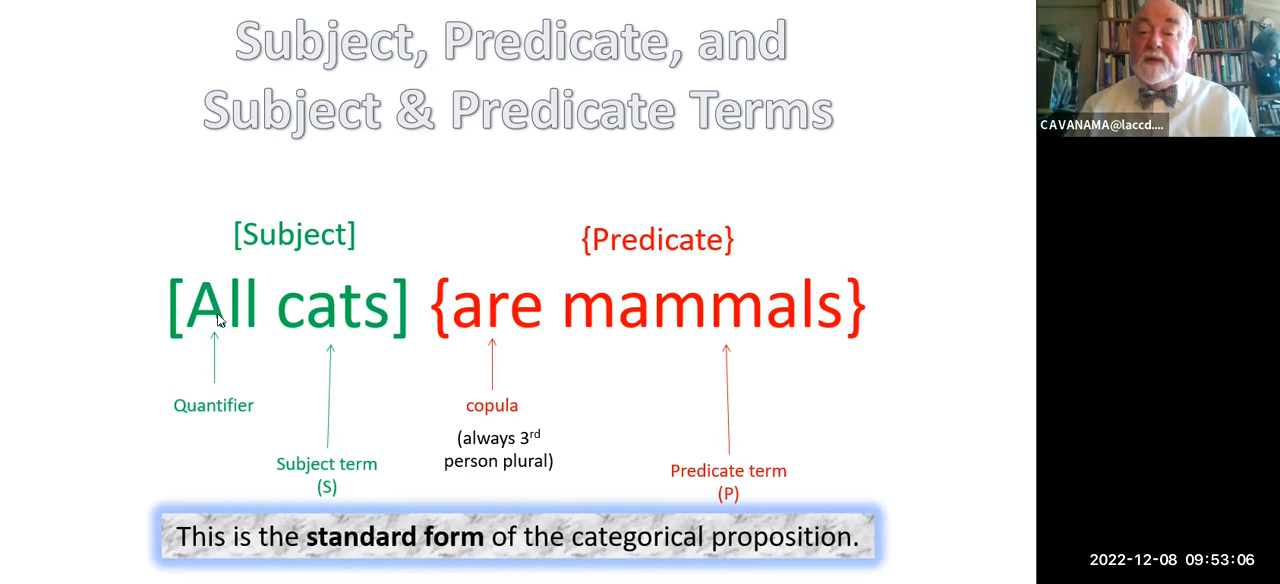 Subject, Predicate, and
Subject & Predicate Terms
[Subject]
{Predicate}
[All cats] {are mammals}
Quantifier
copula
(always 3rd
person plural)
Subject term
(S)
Predicate term
(P)
This is the standard form of the categorical proposition.
CAVANAMA@laccd....
2022-12-08 09:53:06